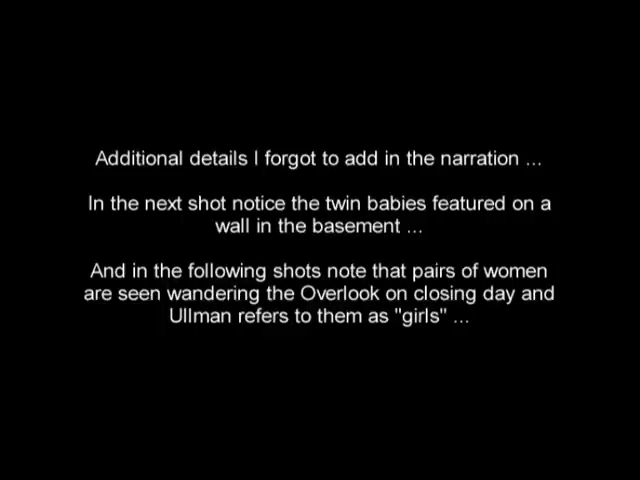 Additional details I forgot to add in the narration ...
In the next shot notice the twin babies featured on a
wall in the basement ...
And in the following shots note that pairs of women
are seen wandering the Overlook on closing day and
Ullman refers to them as "girls" ...